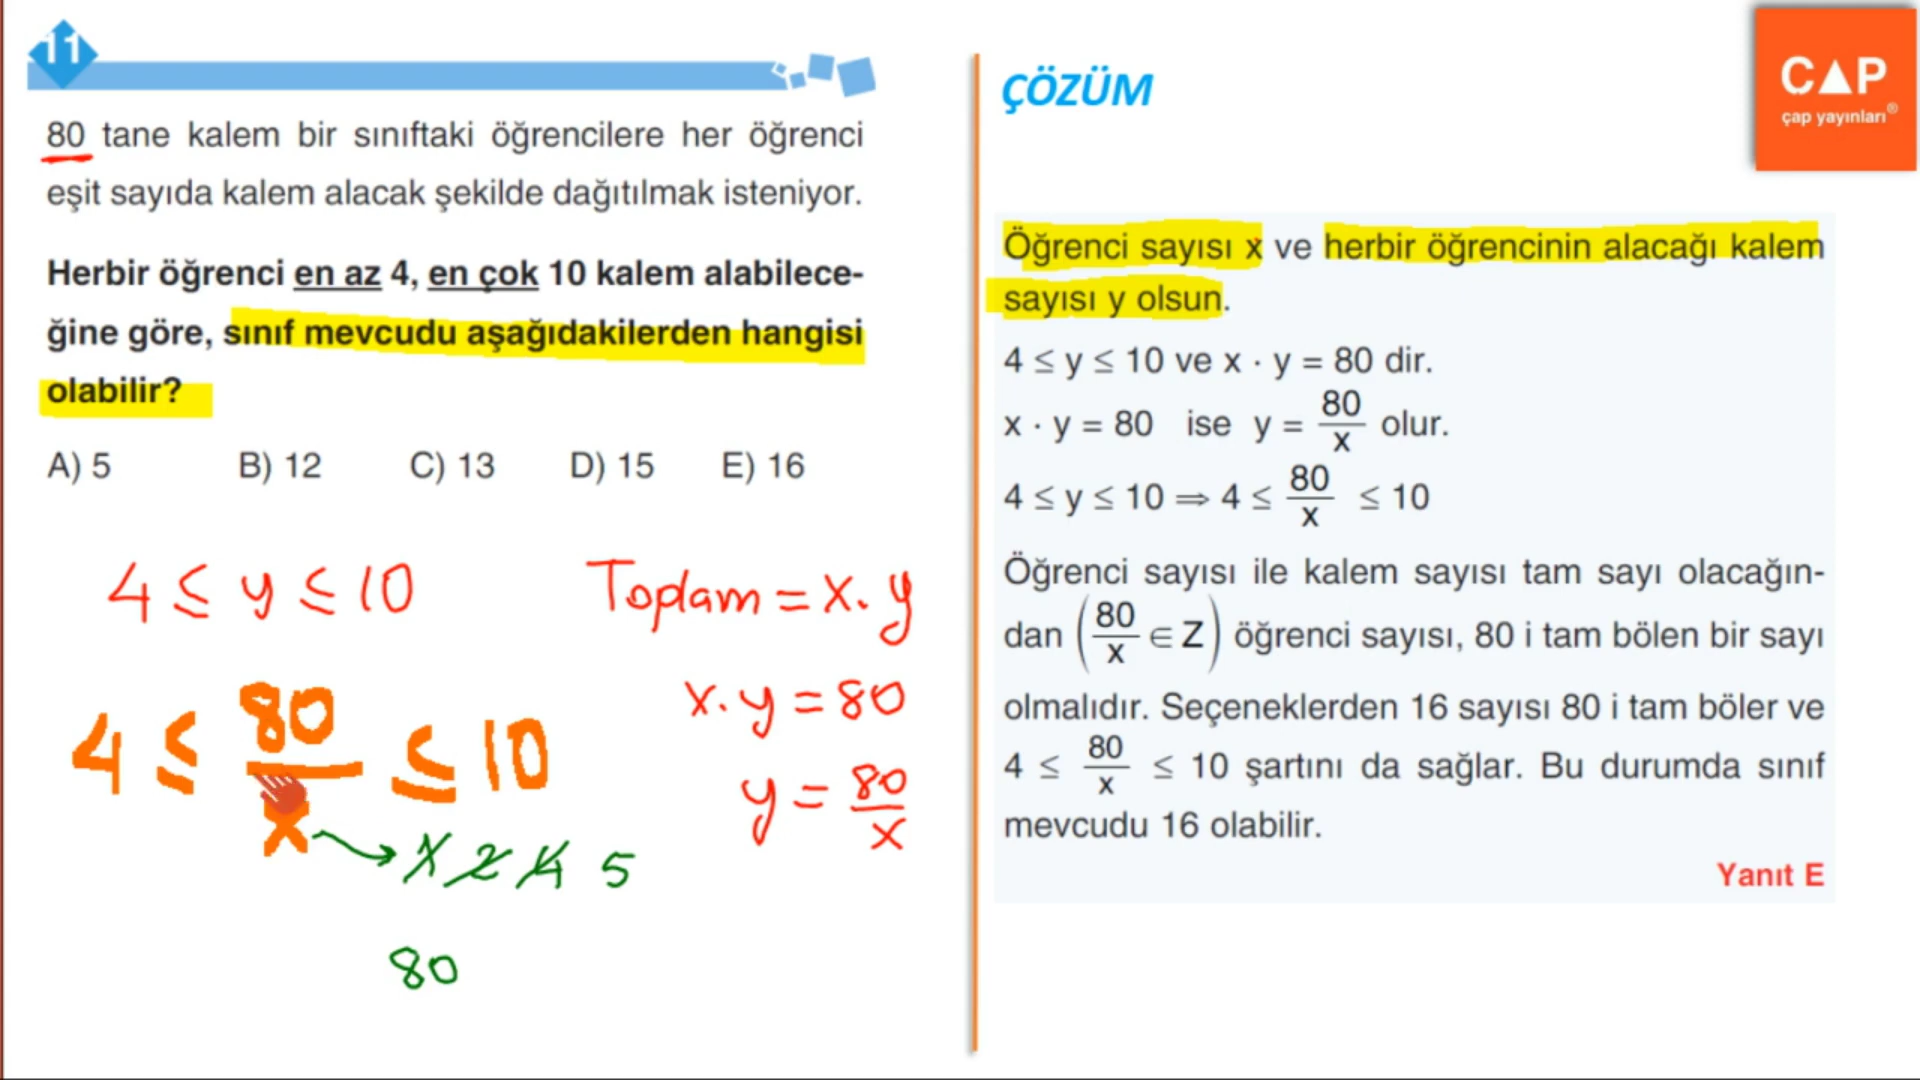 11
80 tane kalem bir sınıftaki öğrencilere her öğrenci
eşit sayıda kalem alacak şekilde dağıtılmak isteniyor.
Herbir öğrenci en az 4, en çok 10 kalem alabilece-
ğine göre, sınıf mevcudu aşağıdakilerden hangisi
olabilir?
A) 5 B) 12 C) 13 D) 15 E) 16
4 ≤ y ≤ 10
4 ≤ 80/x ≤ 10
1 2 4 5
80
Toplam = x . y
x . y = 80
y = 80/x
ÇÖZÜM
CAP
çap yayınları®
Öğrenci sayısı x ve herbir öğrencinin alacağı kalem
sayısı y olsun.
4 ≤ y ≤ 10 ve x · y = 80 dir.
x · y = 80 ise y = 80/x olur.
4 ≤ y ≤ 10 ⇒ 4 ≤ 80/x ≤ 10
Öğrenci sayısı ile kalem sayısı tam sayı olacağın-
dan (80/x ∈ Z) öğrenci sayısı, 80 i tam bölen bir sayı
olmalıdır. Seçeneklerden 16 sayısı 80 i tam böler ve
4 ≤ 80/x ≤ 10 şartını da sağlar. Bu durumda sınıf
mevcudu 16 olabilir.
Yanıt E